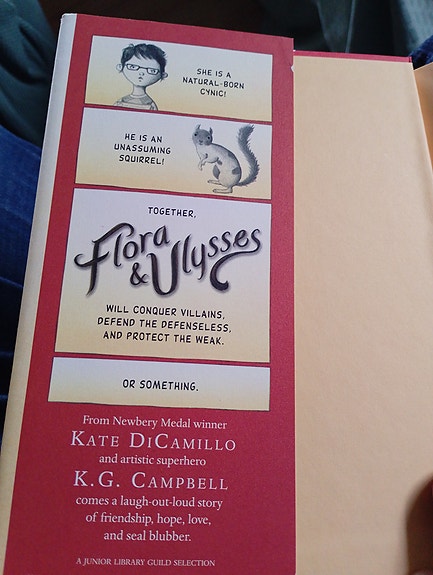 SHE IS A
NATURAL-BORN
CYNIC!
HE IS AN
UNASSUMING
SQUIRREL!
TOGETHER,
Flora
& Ulysses
WILL CONQUER VILLAINS,
DEFEND THE DEFENSELESS,
AND PROTECT THE WEAK.
OR SOMETHING.
From Newbery Medal winner
KATE DICAMILLO
and artistic superhero
K.G. CAMPBELL
comes a laugh-out-loud story
of friendship, hope, love,
and seal blubber.
A JUNIOR LIBRARY GUILD SELECTION